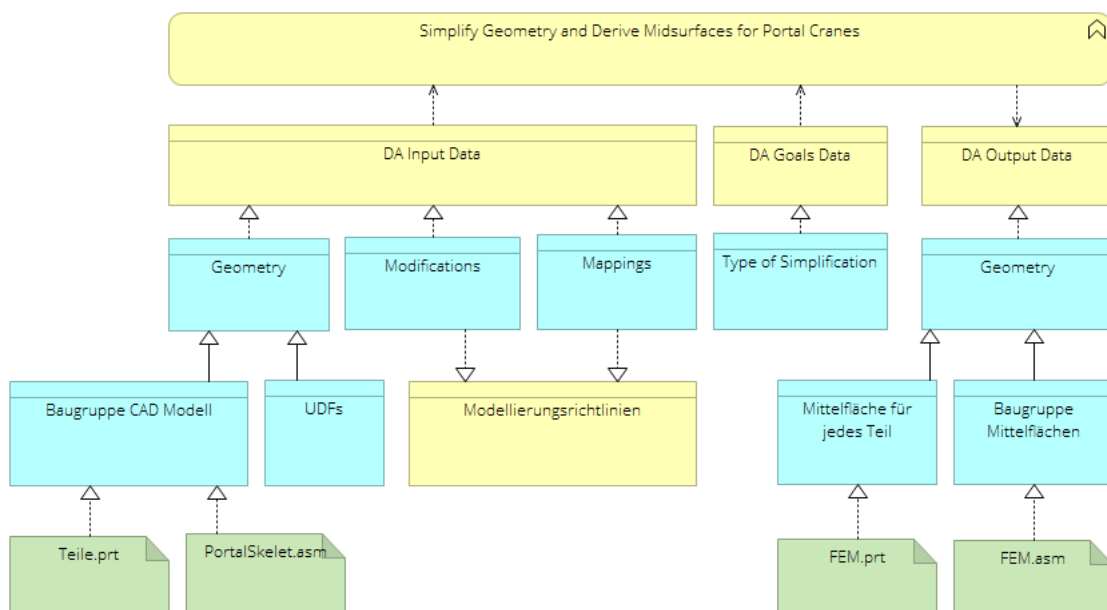 Simplify Geometry and Derive Midsurfaces for Portal Cranes
DA Input Data
DA Goals Data
DA Output Data
Geometry
Modifications
Mappings
Type of Simplification
Geometry
Baugruppe CAD Modell
UDFs
Modellierungsrichtlinien
Mittelfläche für
jedes Teil
Baugruppe
Mittelflächen
Teile.prt
PortalSkelet.asm
FEM.prt
FEM.asm